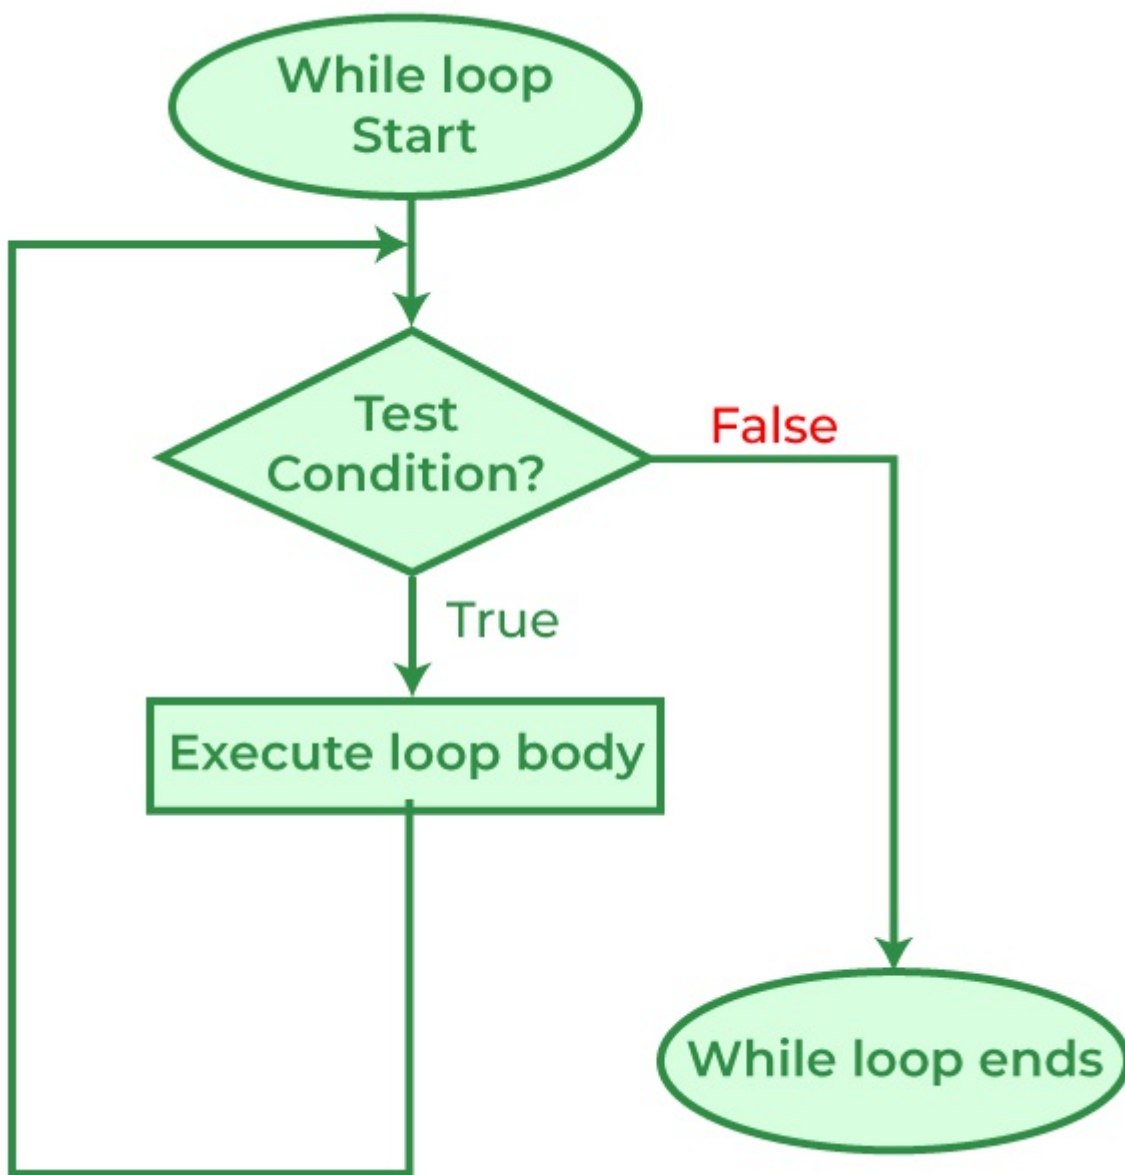 While loop
Start
Test
Condition?
False
True
Execute loop body
While loop ends